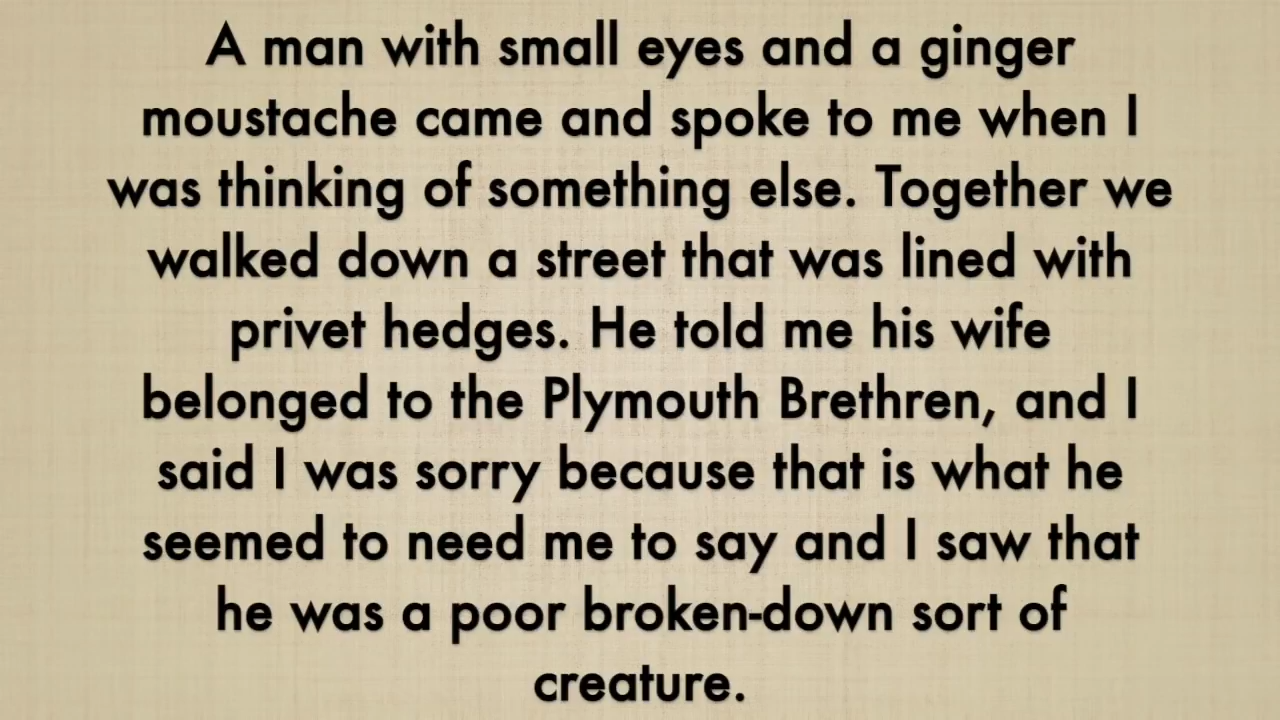 A man with small eyes and a ginger
moustache came and spoke to me when I
was thinking of something else. Together we
walked down a street that was lined with
privet hedges. He told me his wife
belonged to the Plymouth Brethren, and I
said I was sorry because that is what he
seemed to need me to say and I saw that
he was a poor broken-down sort of
creature.